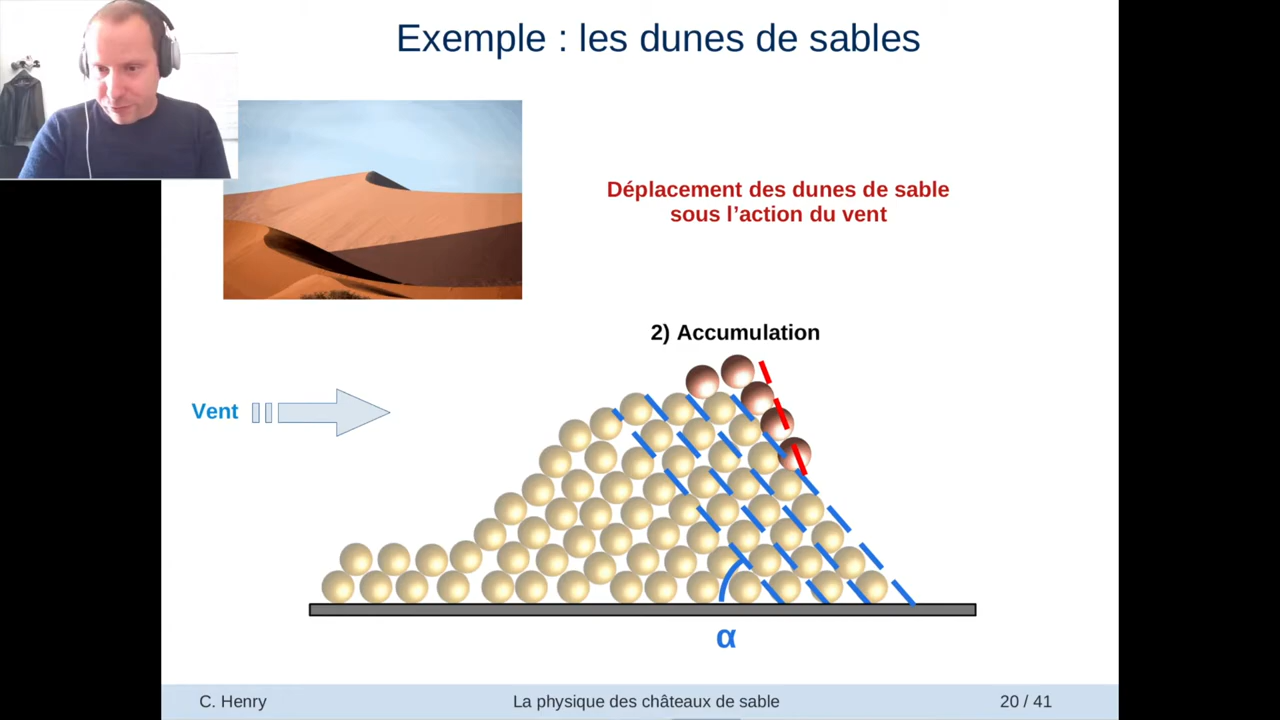 Exemple : les dunes de sables
Déplacement des dunes de sable
sous l’action du vent
2) Accumulation
Vent
α
C. Henry
La physique des châteaux de sable
20 / 41